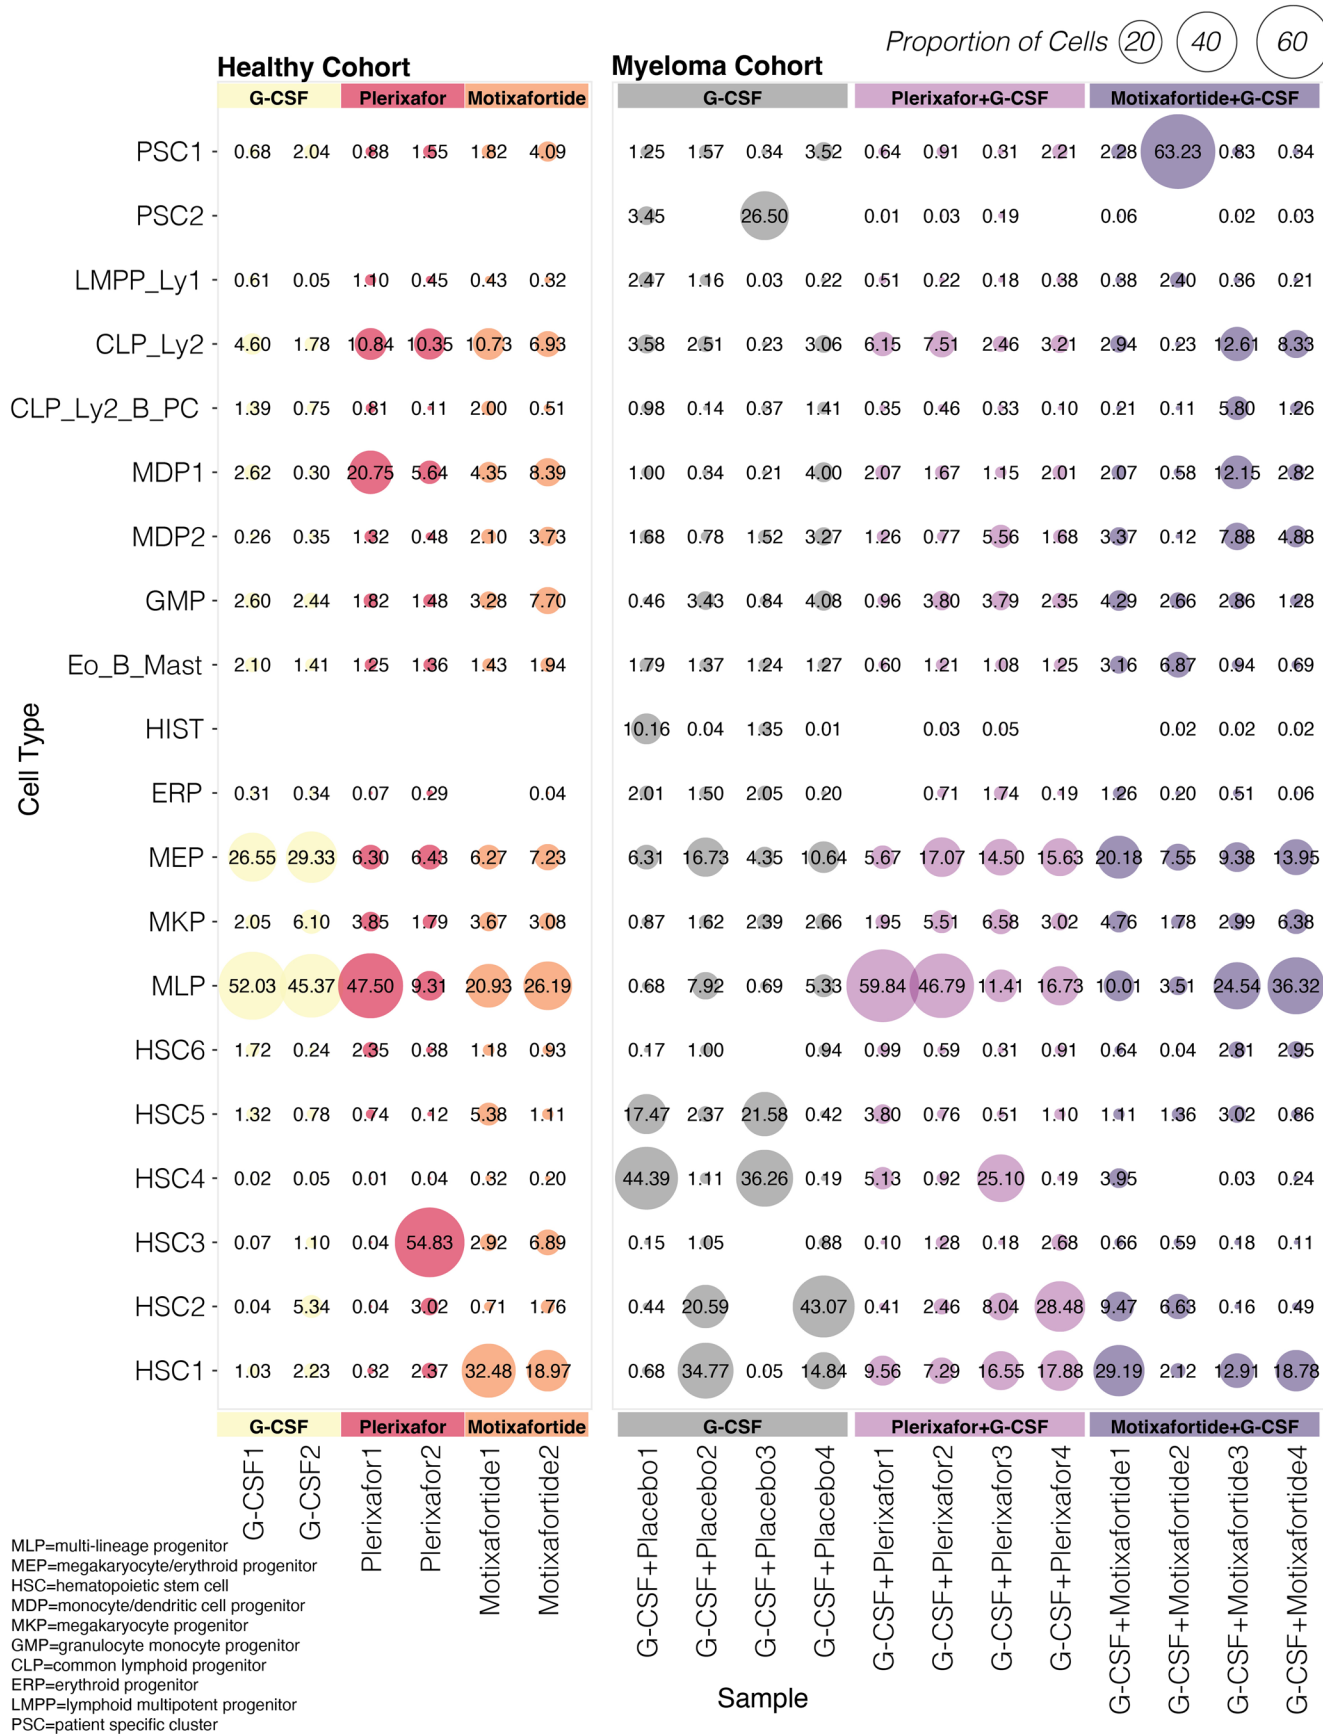 Proportion of Cells 20 40 60
Healthy Cohort Myeloma Cohort
G-CSF Plerixafor Motixafortide G-CSF Plerixafor+G-CSF Motixafortide+G-CSF
PSC1 0.68 2.04 0.88 1.55 1.82 4.09 1.25 1.57 0.34 3.52 0.64 0.91 0.31 2.21 2.28 63.23 0.83 0.34
PSC2 3.45 26.50 0.01 0.03 0.19 0.06 0.02 0.03
LMPP_Ly1 0.61 0.05 1.10 0.45 0.43 0.32 2.47 1.16 0.03 0.22 0.51 0.22 0.18 0.38 0.38 2.40 0.36 0.21
CLP_Ly2 4.60 1.78 10.84 10.35 10.73 6.93 3.58 2.51 0.23 3.06 6.15 7.51 2.46 3.21 2.94 0.23 12.61 8.33
CLP_Ly2_B_PC 1.39 0.75 0.81 0.11 2.00 0.51 0.98 0.14 0.37 1.41 0.35 0.46 0.33 0.10 0.21 0.11 5.80 1.26
MDP1 2.62 0.30 20.75 5.64 4.35 8.39 1.00 0.34 0.21 4.00 2.07 1.67 1.15 2.01 2.07 0.58 12.15 2.82
MDP2 0.26 0.35 1.32 0.48 2.10 3.73 1.68 0.78 1.52 3.27 1.26 0.77 5.56 1.68 3.37 0.12 7.88 4.88
GMP 2.60 2.44 1.82 1.48 3.28 7.70 0.46 3.43 0.84 4.08 0.96 3.80 3.79 2.35 4.29 2.66 2.86 1.28
Eo_B_Mast 2.10 1.41 1.25 1.36 1.43 1.94 1.79 1.37 1.24 1.27 0.60 1.21 1.08 1.25 3.16 6.87 0.94 0.69
HIST 10.16 0.04 1.35 0.01 0.03 0.05 0.02 0.02 0.02
Cell Type
ERP 0.31 0.34 0.07 0.29 0.04 2.01 1.50 2.05 0.20 0.71 1.74 0.19 1.26 0.20 0.51 0.06
MEP 26.55 29.33 6.30 6.43 6.27 7.23 6.31 16.73 4.35 10.64 5.67 17.07 14.50 15.63 20.18 7.55 9.38 13.95
MKP 2.05 6.10 3.85 1.79 3.67 3.08 0.87 1.62 2.39 2.66 1.95 5.51 6.58 3.02 4.76 1.78 2.99 6.38
MLP 52.03 45.37 47.50 9.31 20.93 26.19 0.68 7.92 0.69 5.33 59.84 46.79 11.41 16.73 10.01 3.51 24.54 36.32
HSC6 1.72 0.24 2.35 0.38 1.18 0.93 0.17 1.00 0.94 0.99 0.59 0.31 0.91 0.64 0.04 2.81 2.95
HSC5 1.32 0.78 0.74 0.12 5.38 1.11 17.47 2.37 21.58 0.42 3.80 0.76 0.51 1.10 1.11 1.36 3.02 0.86
HSC4 0.02 0.05 0.01 0.04 0.32 0.20 44.39 1.11 36.26 0.19 5.13 0.92 25.10 0.19 3.95 0.03 0.24
HSC3 0.07 1.10 0.04 54.83 2.92 6.89 0.15 1.05 0.88 0.10 1.28 0.18 2.68 0.66 0.59 0.18 0.11
HSC2 0.04 5.34 0.04 3.02 0.71 1.76 0.44 20.59 43.07 0.41 2.46 8.04 28.48 9.47 6.63 0.16 0.49
HSC1 1.03 2.23 0.32 2.37 32.48 18.97 0.68 34.77 0.05 14.84 9.56 7.29 16.55 17.88 29.19 2.12 12.91 18.78
G-CSF Plerixafor Motixafortide G-CSF Plerixafor+G-CSF Motixafortide+G-CSF
G-CSF1
G-CSF2
Plerixafor1
Plerixafor2
Motixafortide1
Motixafortide2
G-CSF+Placebo1
G-CSF+Placebo2
G-CSF+Placebo3
G-CSF+Placebo4
G-CSF+Plerixafor1
G-CSF+Plerixafor2
G-CSF+Plerixafor3
G-CSF+Plerixafor4
G-CSF+Motixafortide1
G-CSF+Motixafortide2
G-CSF+Motixafortide3
G-CSF+Motixafortide4
Sample
MLP=multi-lineage progenitor
MEP=megakaryocyte/erythroid progenitor
HSC=hematopoietic stem cell
MDP=monocyte/dendritic cell progenitor
MKP=megakaryocyte progenitor
GMP=granulocyte monocyte progenitor
CLP=common lymphoid progenitor
ERP=erythroid progenitor
LMPP=lymphoid multipotent progenitor
PSC=patient specific cluster